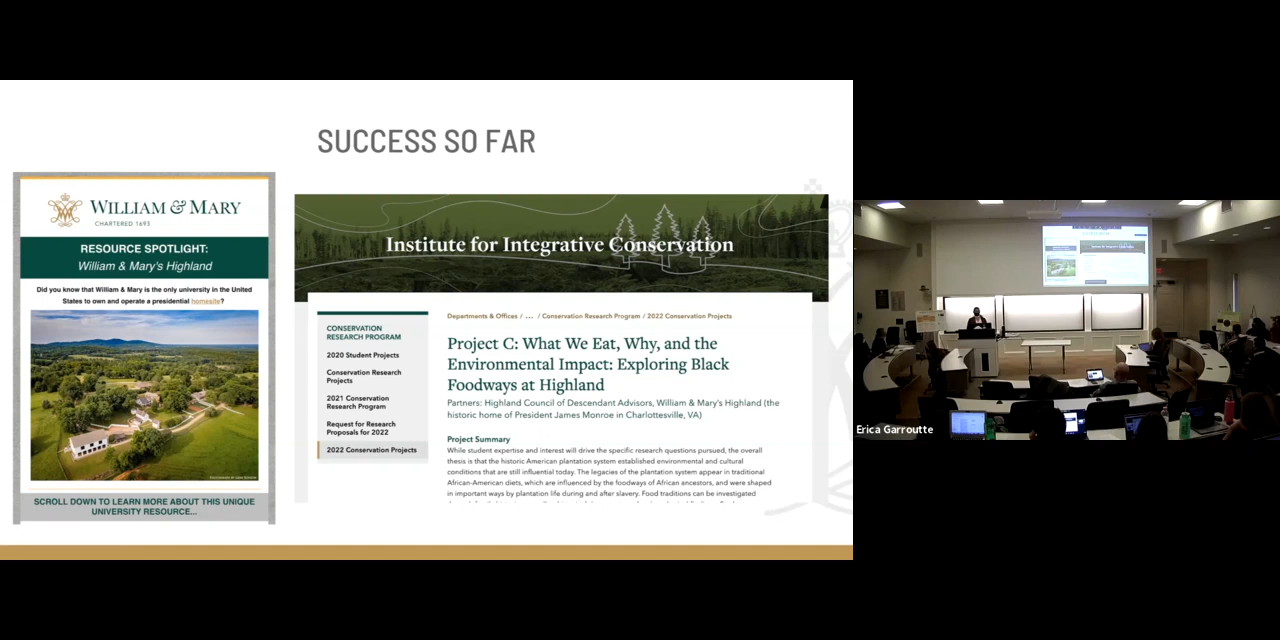 SUCCESS SO FAR
WILLIAM & MARY
CHARTERED 1693
RESOURCE SPOTLIGHT:
William & Mary's Highland
Did you know that William & Mary is the only university in the United
States to own and operate a presidential homesite?
SCROLL DOWN TO LEARN MORE ABOUT THIS UNIQUE
UNIVERSITY RESOURCE...
Institute for Integrative Conservation
CONSERVATION
RESEARCH PROGRAM
2020 Student Projects
Conservation Research
Projects
2021 Conservation
Research Program
Request for Research
Proposals for 2022
2022 Conservation Projects
Departments & Offices / ... / Conservation Research Program / 2022 Conservation Projects
Project C: What We Eat, Why, and the
Environmental Impact: Exploring Black
Foodways at Highland
Partners: Highland Council of Descendant Advisors, William & Mary's Highland (the
historic home of President James Monroe in Charlottesville, VA)
Project Summary
While student expertise and interest will drive the specific research questions pursued, the overall
thesis is that the historic American plantation system established environmental and cultural
conditions that are still influential today. The legacies of the plantation system appear in traditional
African-American diets, which are influenced by the foodways of African ancestors, and were shaped
in important ways by plantation life during and after slavery. Food traditions can be investigated
Erica Garroutte